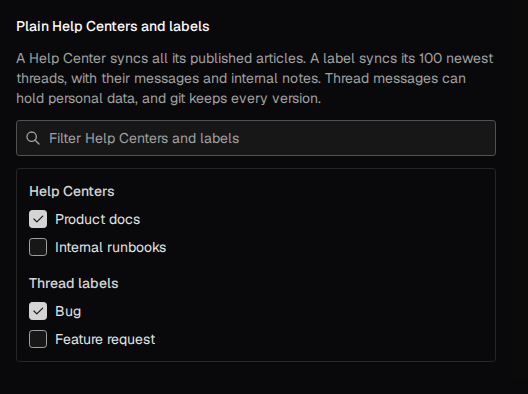 Plain Help Centers and labels
A Help Center syncs all its published articles. A label syncs its 100 newest
threads, with their messages and internal notes. Thread messages can
hold personal data, and git keeps every version.
Filter Help Centers and labels
Help Centers
Product docs
Internal runbooks
Thread labels
Bug
Feature request